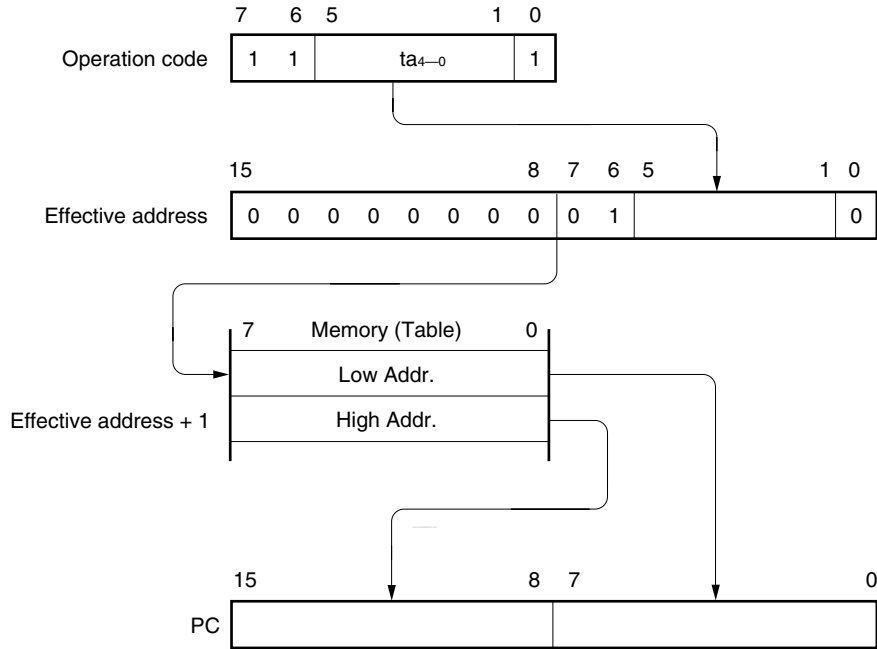 7 6 5 1 0
Operation code 1 1 ta4—0 1
15 8 7 6 5 1 0
Effective address 0 0 0 0 0 0 0 0 0 1 0
7 Memory (Table) 0
Low Addr.
Effective address + 1 High Addr.
15 8 7 0
PC